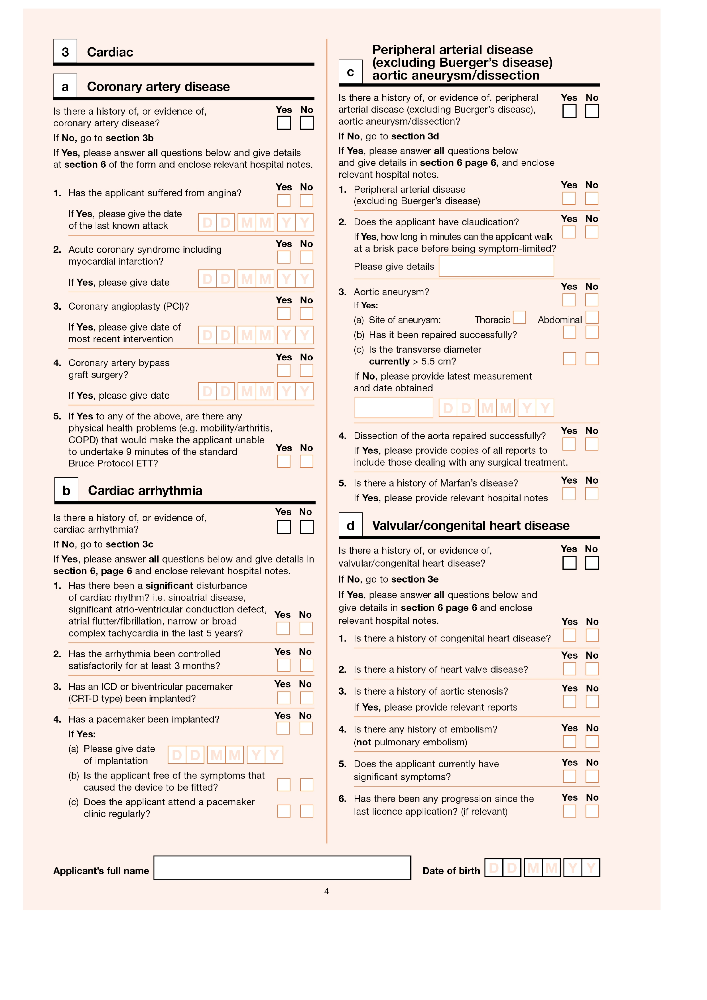 3 Cardiac
a Coronary artery disease
Is there a history of, or evidence of, Yes No
coronary artery disease?
If No, go to section 3b
If Yes, please answer all questions below and give details
at section 6 of the form and enclose relevant hospital notes.
Yes No
1. Has the applicant suffered from angina?
If Yes, please give the date
of the last known attack D D M M Y Y
Yes No
2. Acute coronary syndrome including
myocardial infarction?
If Yes, please give date D D M M Y Y
Yes No
3. Coronary angioplasty (PCI)?
If Yes, please give date of
most recent intervention D D M M Y Y
Yes No
4. Coronary artery bypass
graft surgery?
If Yes, please give date D D M M Y Y
5. If Yes to any of the above, are there any
physical health problems (e.g. mobility/arthritis,
COPD) that would make the applicant unable
to undertake 9 minutes of the standard Yes No
Bruce Protocol ETT?
b Cardiac arrhythmia
Yes No
Is there a history of, or evidence of,
cardiac arrhythmia?
If No, go to section 3c
If Yes, please answer all questions below and give details in
section 6, page 6 and enclose relevant hospital notes.
1. Has there been a significant disturbance
of cardiac rhythm? i.e. sinoatrial disease,
significant atrio-ventricular conduction defect,
atrial flutter/fibrillation, narrow or broad Yes No
complex tachycardia in the last 5 years?
2. Has the arrhythmia been controlled Yes No
satisfactorily for at least 3 months?
3. Has an ICD or biventricular pacemaker Yes No
(CRT-D type) been implanted?
4. Has a pacemaker been implanted? Yes No
If Yes:
(a) Please give date
of implantation D D M M Y Y
(b) Is the applicant free of the symptoms that
caused the device to be fitted?
(c) Does the applicant attend a pacemaker
clinic regularly?
c Peripheral arterial disease
(excluding Buerger's disease)
aortic aneurysm/dissection
Is there a history of, or evidence of, peripheral Yes No
arterial disease (excluding Buerger's disease),
aortic aneurysm/dissection?
If No, go to section 3d
If Yes, please answer all questions below
and give details in section 6 page 6, and enclose
relevant hospital notes.
Yes No
1. Peripheral arterial disease
(excluding Buerger's disease)
Yes No
2. Does the applicant have claudication?
If Yes, how long in minutes can the applicant walk
at a brisk pace before being symptom-limited?
Please give details
Yes No
3. Aortic aneurysm?
If Yes:
(a) Site of aneurysm: Thoracic Abdominal
(b) Has it been repaired successfully?
(c) Is the transverse diameter
currently > 5.5 cm?
If No, please provide latest measurement
and date obtained
D D M M Y Y
Yes No
4. Dissection of the aorta repaired successfully?
If Yes, please provide copies of all reports to
include those dealing with any surgical treatment.
5. Is there a history of Marfan's disease? Yes No
If Yes, please provide relevant hospital notes
d Valvular/congenital heart disease
Is there a history of, or evidence of, Yes No
valvular/congenital heart disease?
If No, go to section 3e
If Yes, please answer all questions below and
give details in section 6 page 6 and enclose
relevant hospital notes. Yes No
1. Is there a history of congenital heart disease?
Yes No
2. Is there a history of heart valve disease?
3. Is there a history of aortic stenosis? Yes No
If Yes, please provide relevant reports
4. Is there any history of embolism? Yes No
(not pulmonary embolism)
5. Does the applicant currently have Yes No
significant symptoms?
6. Has there been any progression since the Yes No
last licence application? (if relevant)
Applicant's full name Date of birth D D M M Y Y
4